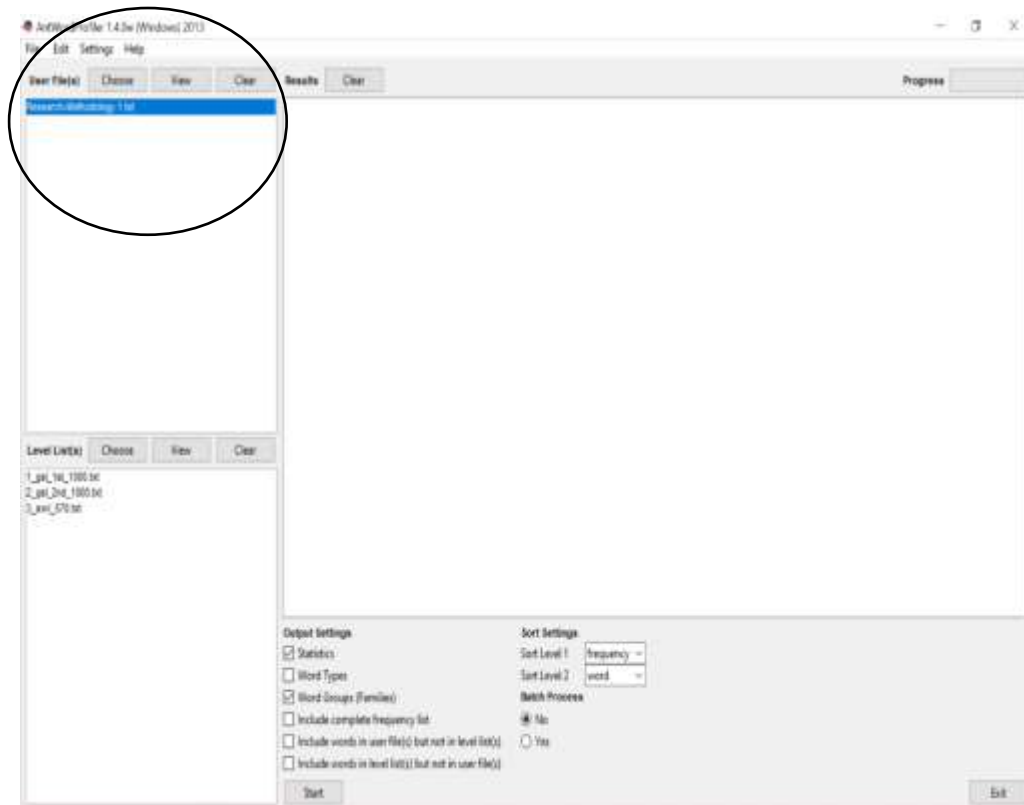 AntWordProfiler 1.4.0w (Windows) 2013
File Edit Settings Help
User File(s) Choose View Clear Results Clear Progress
Research Methodology 1.txt
Level List(s) Choose View Clear
1_gsl_1st_1000.txt
2_gsl_2nd_1000.txt
3_awl_570.txt
Output Settings Sort Settings
Statistics Sort Level 1 frequency
Word Types Sort Level 2 word
Word Groups (Families) Batch Process
Include complete frequency list No
Include words in user file(s) but not in level list(s) Yes
Include words in level list(s) but not in user file(s)
Start Exit